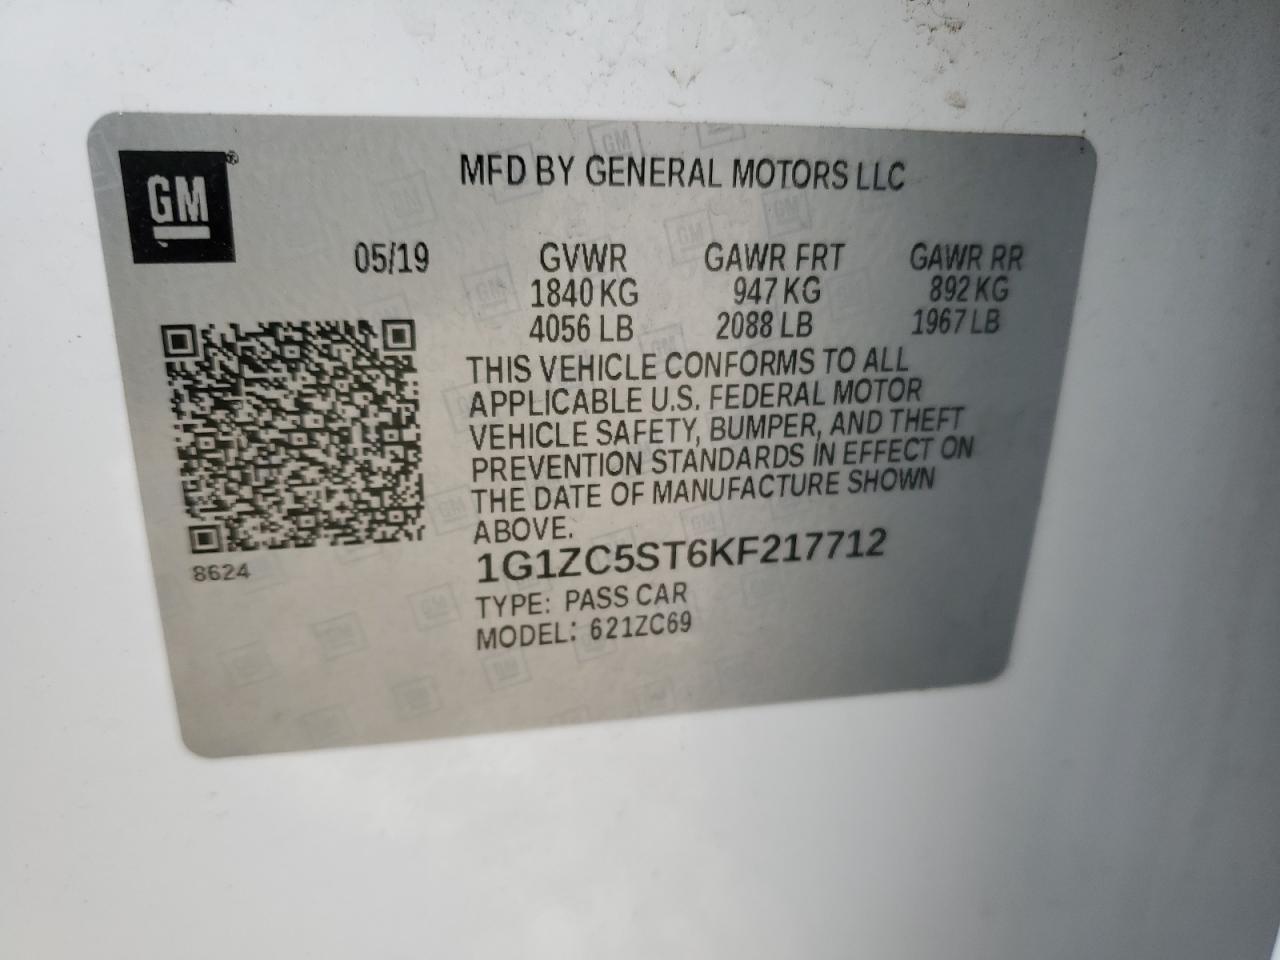 GM®
MFD BY GENERAL MOTORS LLC
05/19 GVWR GAWR FRT GAWR RR
1840 KG 947 KG 892 KG
4056 LB 2088 LB 1967 LB
THIS VEHICLE CONFORMS TO ALL
APPLICABLE U.S. FEDERAL MOTOR
VEHICLE SAFETY, BUMPER, AND THEFT
PREVENTION STANDARDS IN EFFECT ON
THE DATE OF MANUFACTURE SHOWN
ABOVE.
8624
1G1ZC5ST6KF217712
TYPE: PASS CAR
MODEL: 621ZC69